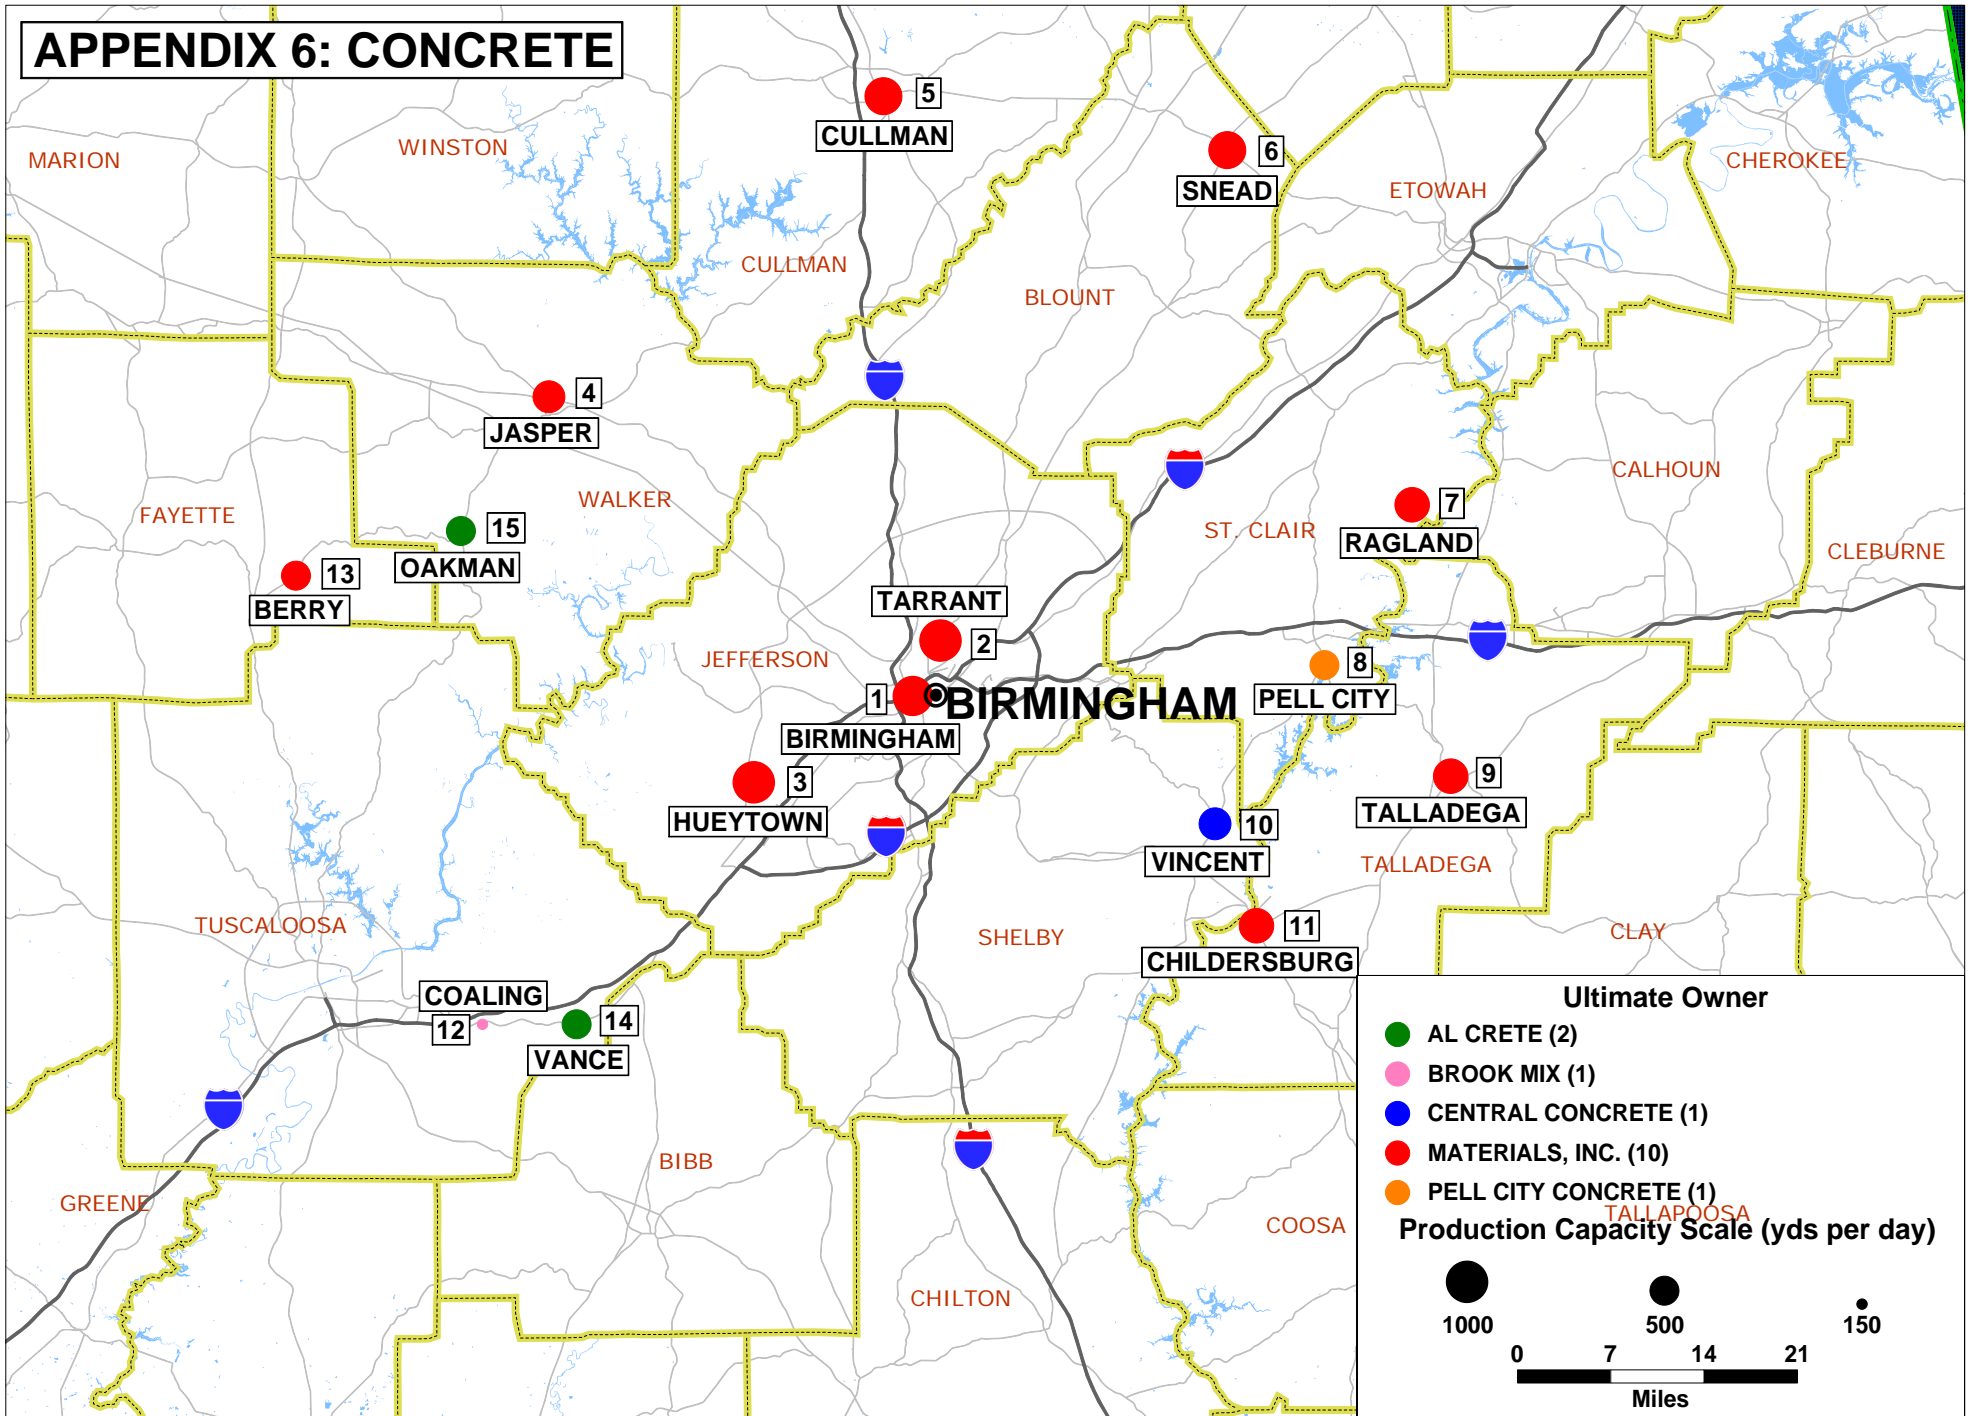 APPENDIX 6: CONCRETE
5
CULLMAN
6
SNEAD
MARION
WINSTON
CULLMAN
BLOUNT
ETOWAH
CHEROKEE
4
JASPER
WALKER
FAYETTE
15
OAKMAN
13
BERRY
CALHOUN
7
RAGLAND
ST. CLAIR
CLEBURNE
TARRANT
2
JEFFERSON
1
BIRMINGHAM
BIRMINGHAM
8
PELL CITY
3
HUEYTOWN
9
TALLADEGA
10
VINCENT
TALLADEGA
11
CHILDERSBURG
TUSCALOOSA
SHELBY
CLAY
COALING
12
14
VANCE
BIBB
GREENE
COOSA
CHILTON
Ultimate Owner
AL CRETE (2)
BROOK MIX (1)
CENTRAL CONCRETE (1)
MATERIALS, INC. (10)
PELL CITY CONCRETE (1)
TALLAPOOSA
Production Capacity Scale (yds per day)
1000 500 150
0 7 14 21
Miles